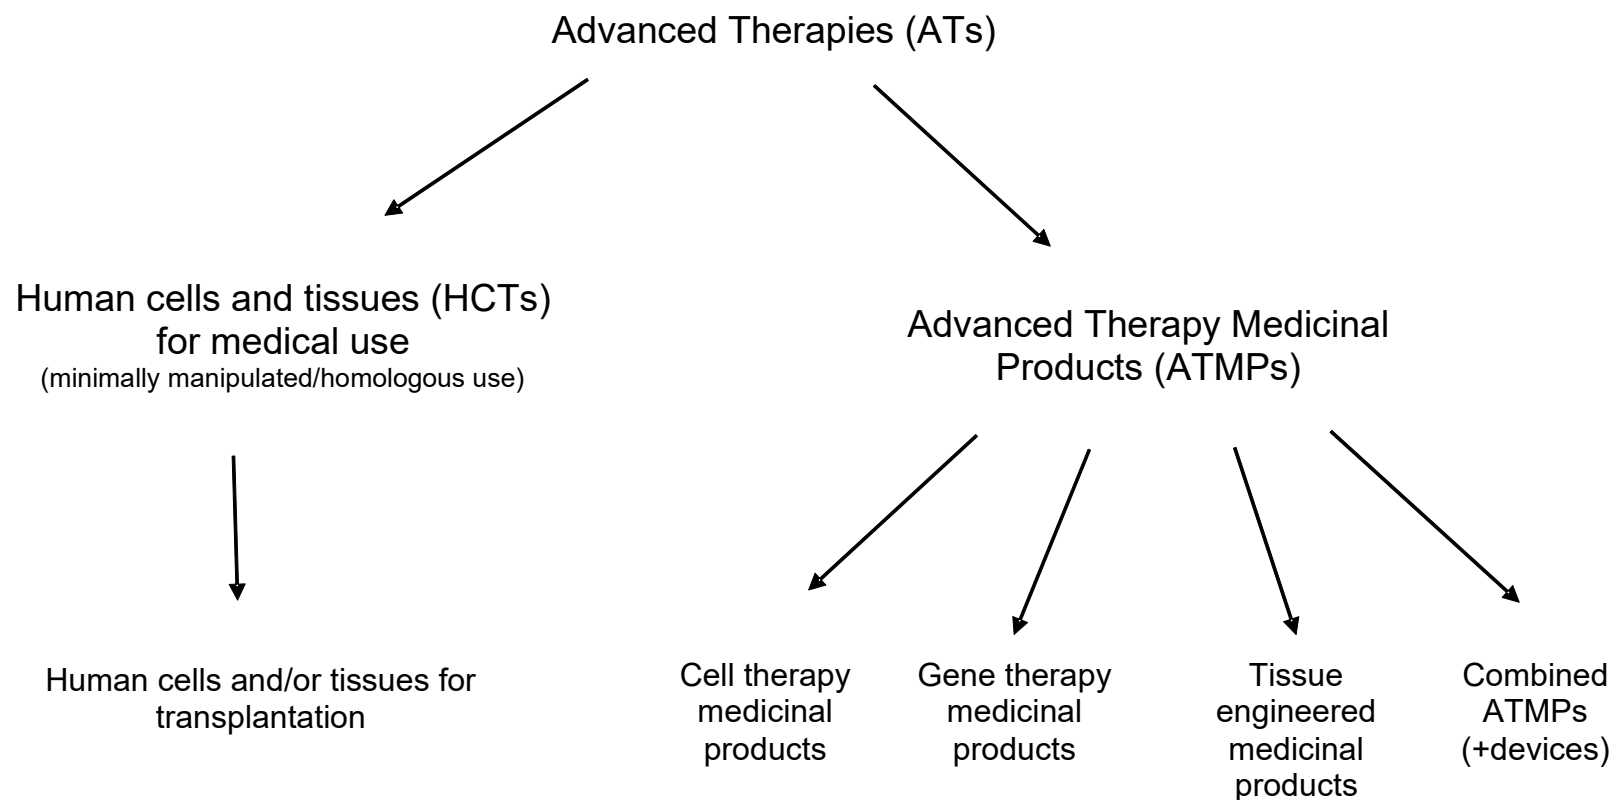 Advanced Therapies (ATs)
Human cells and tissues (HCTs)
for medical use
(minimally manipulated/homologous use)
Advanced Therapy Medicinal
Products (ATMPs)
Human cells and/or tissues for
transplantation
Cell therapy
medicinal
products
Gene therapy
medicinal
products
Tissue
engineered
medicinal
products
Combined
ATMPs
(+devices)